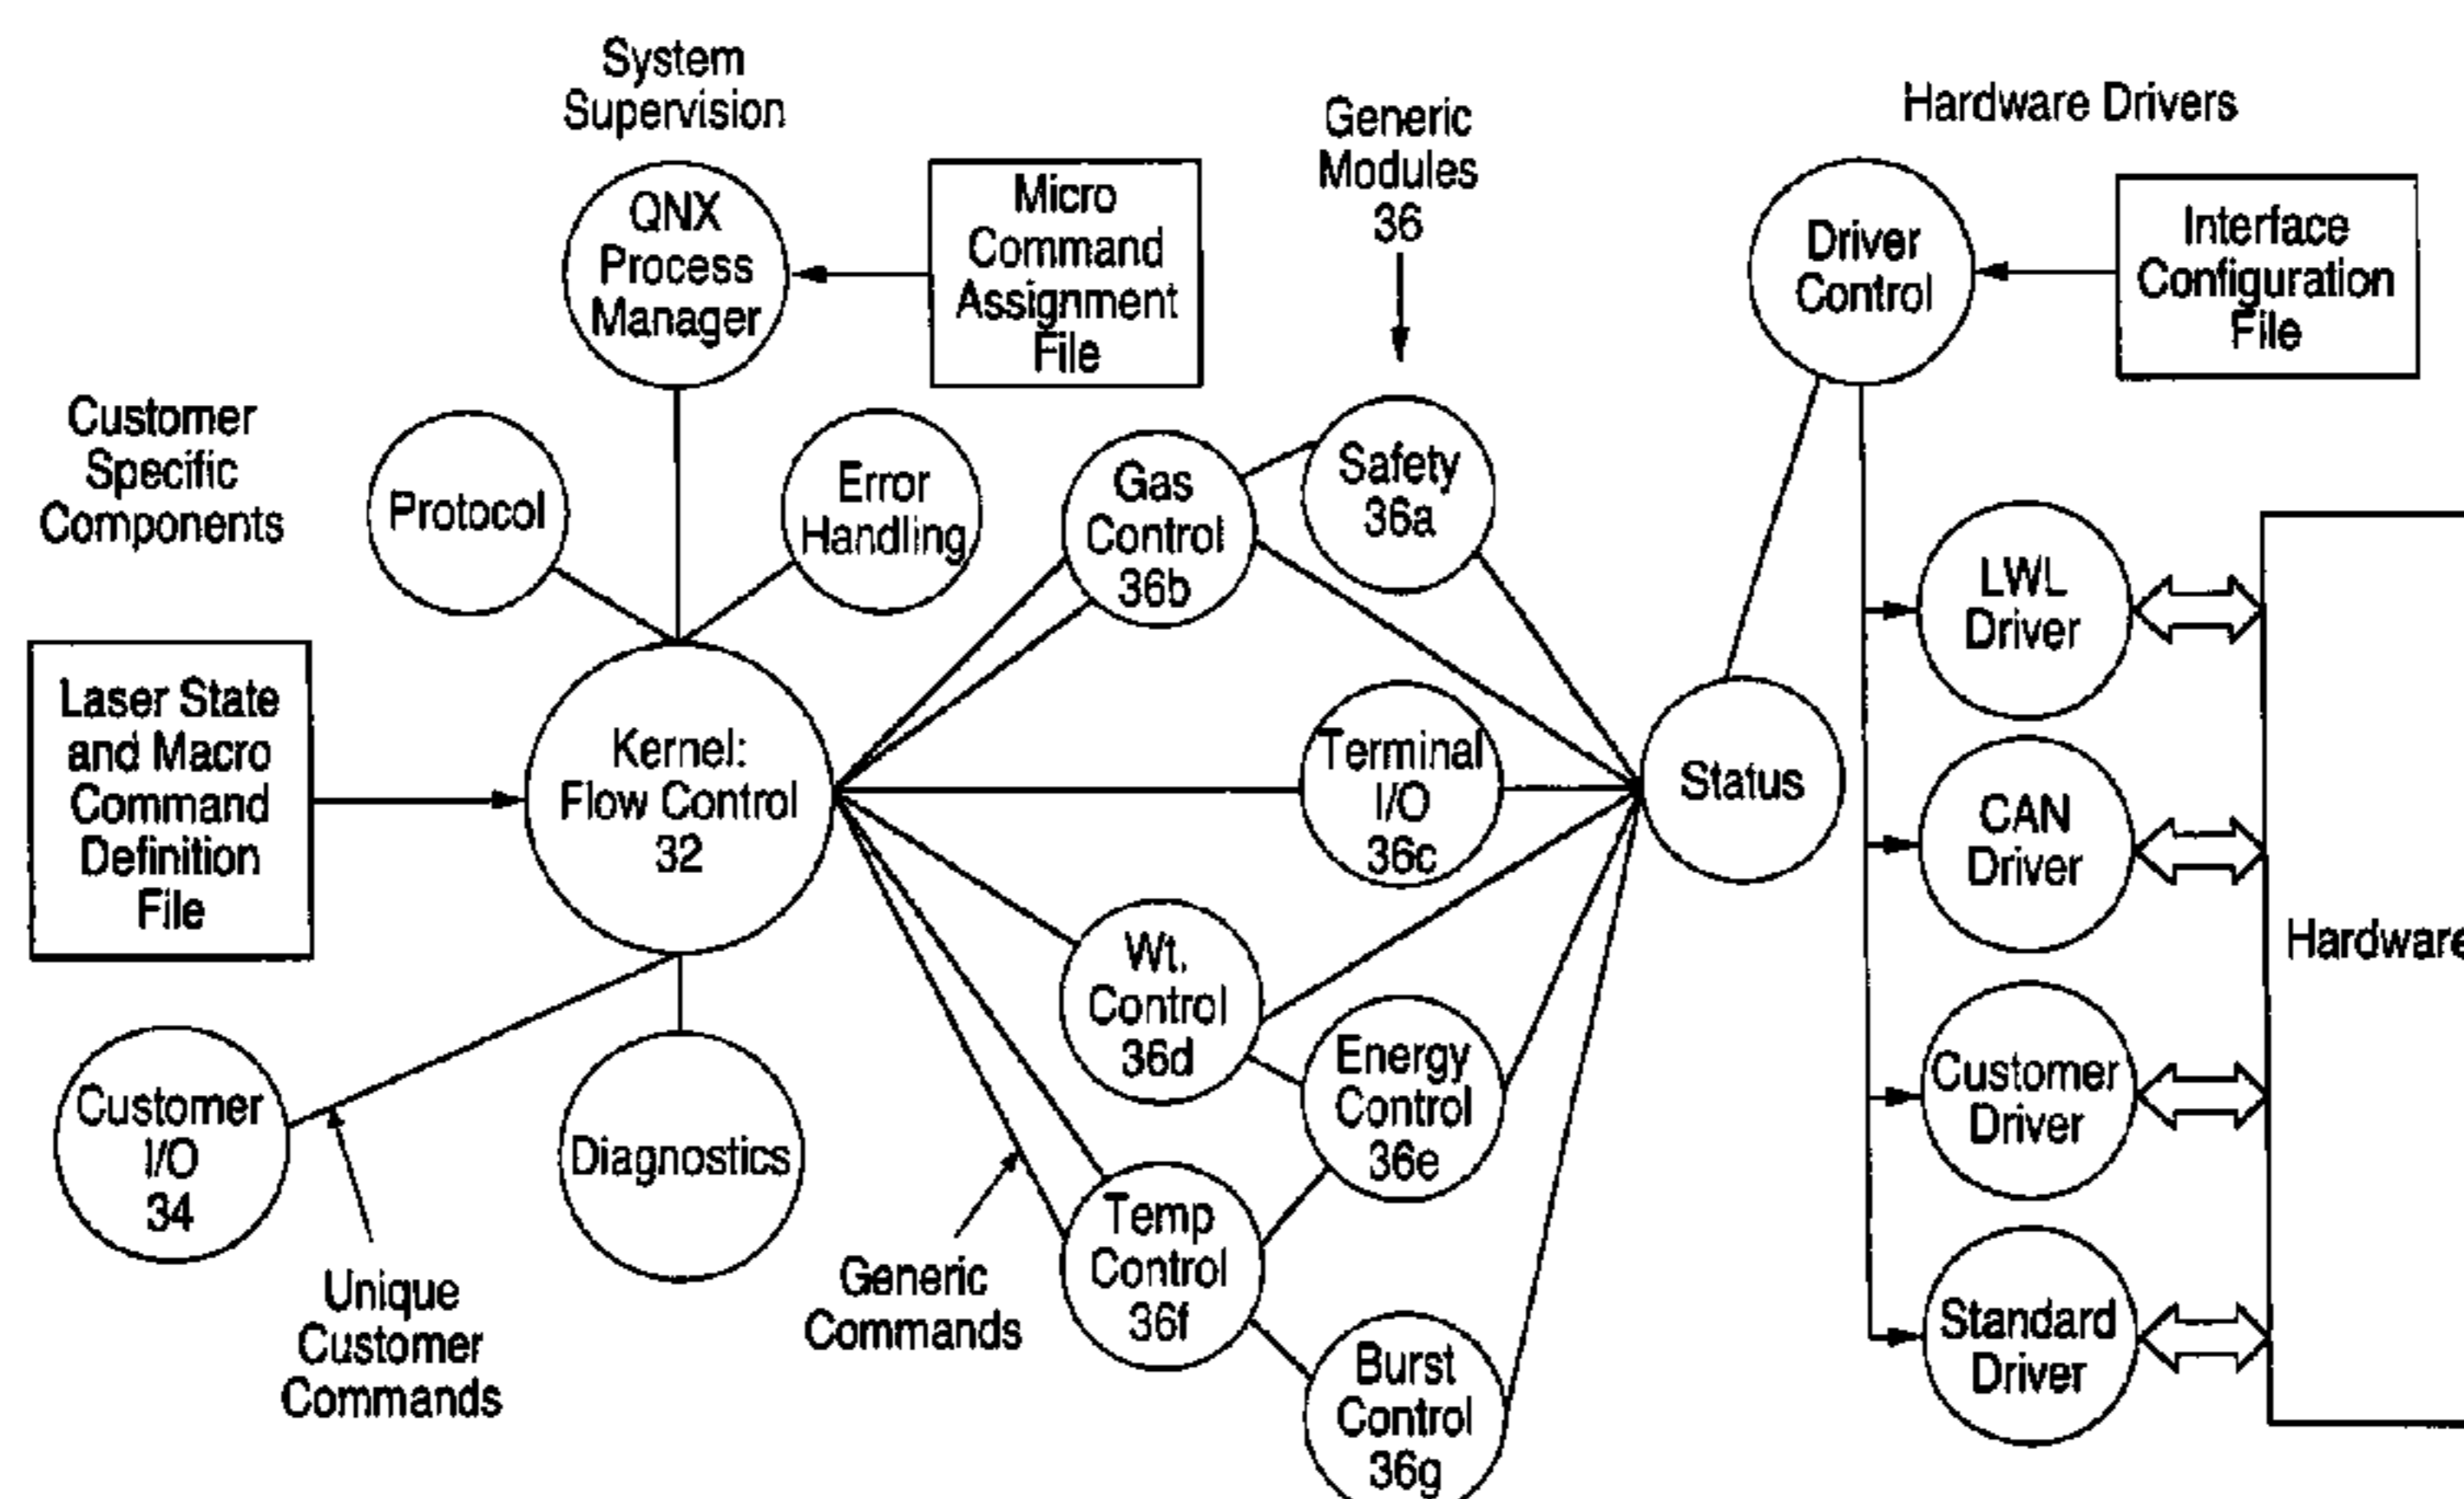 System
Supervision
QNX
Process
Manager
Micro
Command
Assignment
File
Generic
Modules
36
Hardware Drivers
Driver
Control
Interface
Configuration
File
Customer
Specific
Components
Protocol
Error
Handling
Gas
Control
36b
Safety
36a
Laser State
and Macro
Command
Definition
File
Kernel:
Flow Control
32
Terminal
I/O
36c
Status
LWL
Driver
CAN
Driver
Hardware
Customer
Driver
Standard
Driver
Wt.
Control
36d
Energy
Control
36e
Customer
I/O
34
Diagnostics
Unique
Customer
Commands
Generic
Commands
Temp
Control
36f
Burst
Control
36g